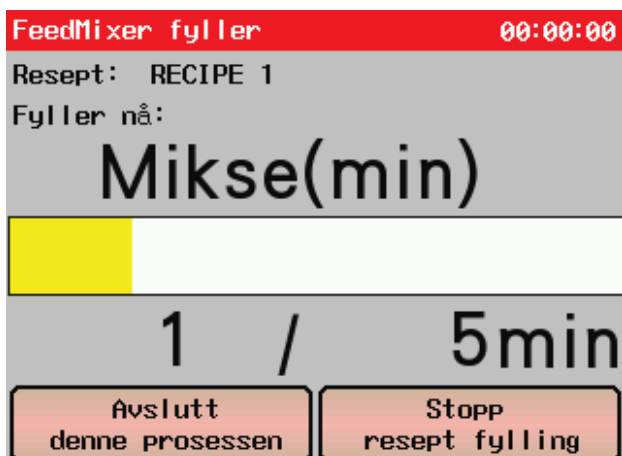 FeedMixer fyller 00:00:00
Resept: RECIPE 1
Fyller nå:
Mikse(min)
1 / 5min
Avslutt
denne prosessen
Stopp
resept fylling